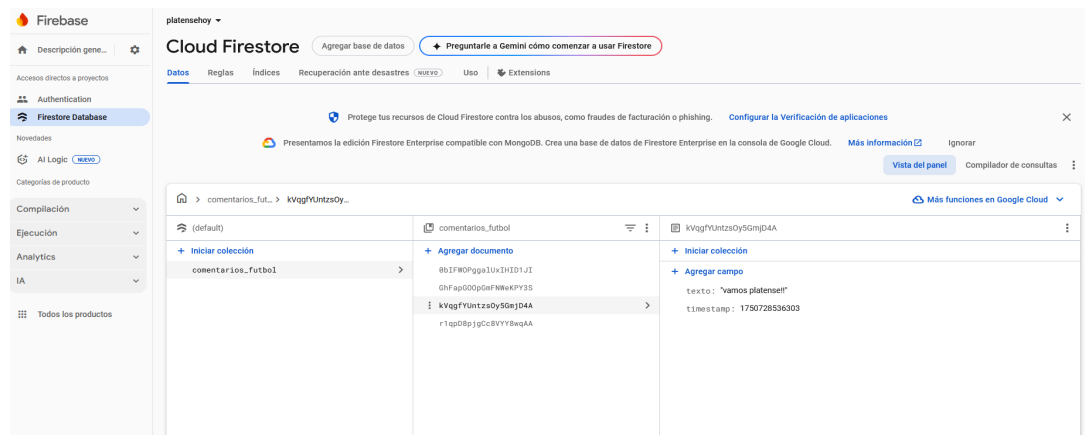 Firebase
Descripción gene...
Accesos directos a proyectos
Authentication
Firestore Database
Novedades
AI Logic NUEVO
Categorías de producto
Compilación
Ejecución
Analytics
IA
Todos los productos
platensehoy
Cloud Firestore
Agregar base de datos
Preguntarle a Gemini cómo comenzar a usar Firestore
Datos Reglas Índices Recuperación ante desastres NUEVO Uso Extensions
Protege tus recursos de Cloud Firestore contra los abusos, como fraudes de facturación o phishing. Configurar la Verificación de aplicaciones
Presentamos la edición Firestore Enterprise compatible con MongoDB. Crea una base de datos de Firestore Enterprise en la consola de Google Cloud. Más información Ignorar
Vista del panel Compilador de consultas
> comentarios_fut... > kVqgfYUntzsOy...
Más funciones en Google Cloud
(default)
+ Iniciar colección
comentarios_futbol
comentarios_futbol
+ Agregar documento
0bIFWOPggalUxIHID1JI
GhFapGOOpGmFNWeKPY3S
kVqgfYUntzsOy5GmjD4A
r1qpD8pjgCc8VYY8wqAA
kVqgfYUntzsOy5GmjD4A
+ Iniciar colección
+ Agregar campo
texto: "vamos platense!!"
timestamp: 1750728536303